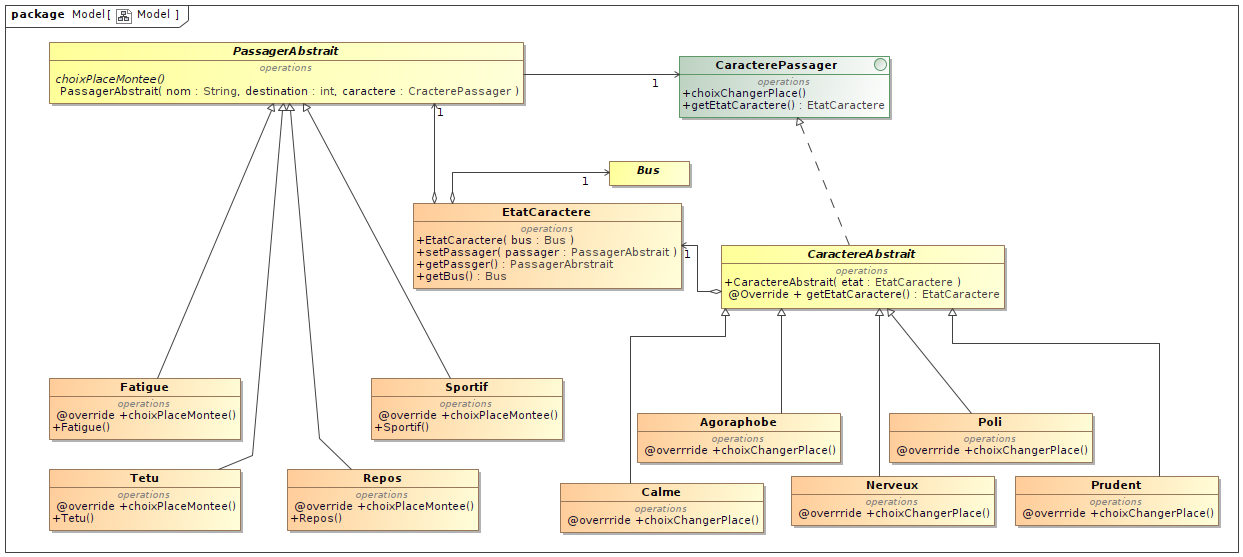 package Model[ Model ]
PassagerAbstrait
operations
choixPlaceMontee()
PassagerAbstrait( nom : String, destination : int, caractere : CracterePassager )
1
CaracterePassager
operations
+choixChangerPlace()
+getEtatCaractere() : EtatCaractere
1
Bus
1
EtatCaractere
operations
+EtatCaractere( bus : Bus )
+setPassager( passager : PassagerAbstrait )
+getPassger() : PassagerAbrstrait
+getBus() : Bus
1
CaractereAbstrait
operations
+CaractereAbstrait( etat : EtatCaractere )
@Override + getEtatCaractere() : EtatCaractere
Fatigue
operations
@override +choixPlaceMontee()
+Fatigue()
Sportif
operations
@override +choixPlaceMontee()
+Sportif()
Agoraphobe
operations
@overrride +choixChangerPlace()
Poli
operations
@overrride +choixChangerPlace()
Tetu
operations
@override +choixPlaceMontee()
+Tetu()
Repos
operations
@override +choixPlaceMontee()
+Repos()
Calme
operations
@overrride +choixChangerPlace()
Nerveux
operations
@overrride +choixChangerPlace()
Prudent
operations
@overrride +choixChangerPlace()